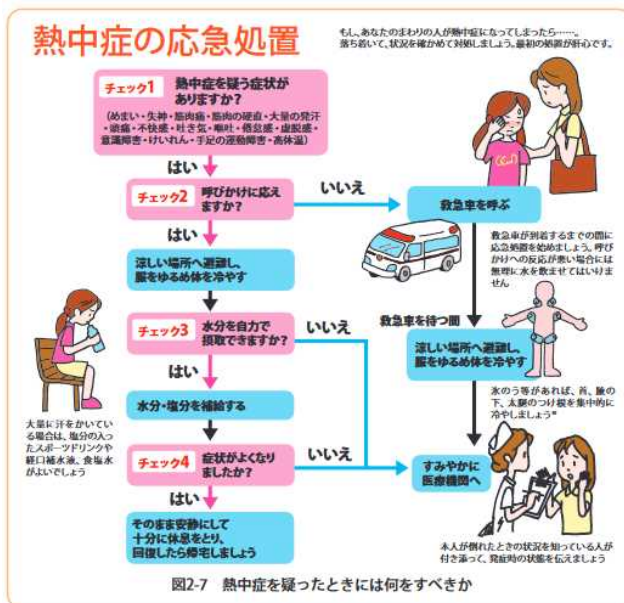 熱中症の応急処置
もし、あなたのまわりの人が熱中症になってしまったら……。
落ち着いて、状況を確かめて対処しましょう。最初の処置が肝心です。
チェック1
熱中症を疑う症状が
ありますか？
（めまい・失神・筋肉痛・筋肉の硬直・大量の発汗
・頭痛・不快感・吐き気・嘔吐・倦怠感・虚脱感・
意識障害・けいれん・手足の運動障害・高体温）
はい
チェック2
呼びかけに応え
ますか？
いいえ
救急車を呼ぶ
はい
救急車が到着するまでの間に
応急処置を始めましょう。呼び
かけへの反応が悪い場合には
無理に水を飲ませてはいけま
せん
涼しい場所へ避難し、
服をゆるめ体を冷やす
チェック3
水分を自力で
摂取できますか？
いいえ
救急車を待つ間
涼しい場所へ避難し、
服をゆるめ体を冷やす
はい
氷のう等があれば、首、腋の
下、太腿のつけ根を集中的に
冷やしましょう*
水分・塩分を補給する
大量に汗をかいてい
る場合は、塩分の入っ
たスポーツドリンクや
経口補水液、食塩水
がよいでしょう
チェック4
症状がよくなり
ましたか？
いいえ
すみやかに
医療機関へ
はい
そのまま安静にして
十分に休息をとり、
回復したら帰宅しましょう
本人が倒れたときの状況を知っている人が
付き添って、発症時の状態を伝えましょう
図2-7 熱中症を疑ったときには何をすべきか